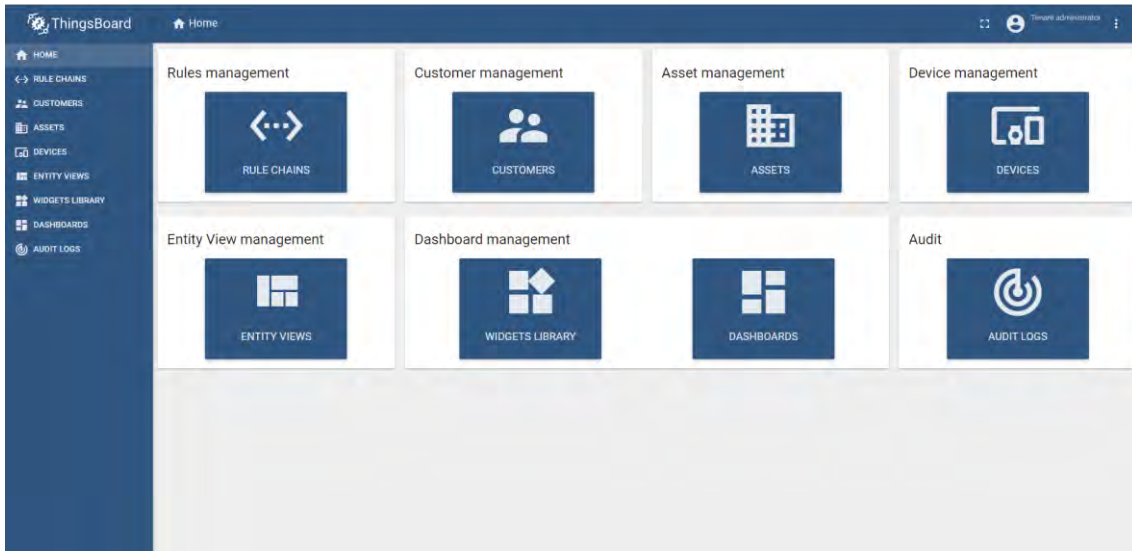 ThingsBoard
Home
Tenant administrator
HOME
RULE CHAINS
CUSTOMERS
ASSETS
DEVICES
ENTITY VIEWS
WIDGETS LIBRARY
DASHBOARDS
AUDIT LOGS
Rules management
RULE CHAINS
Customer management
CUSTOMERS
Asset management
ASSETS
Device management
DEVICES
Entity View management
ENTITY VIEWS
Dashboard management
WIDGETS LIBRARY
DASHBOARDS
Audit
AUDIT LOGS